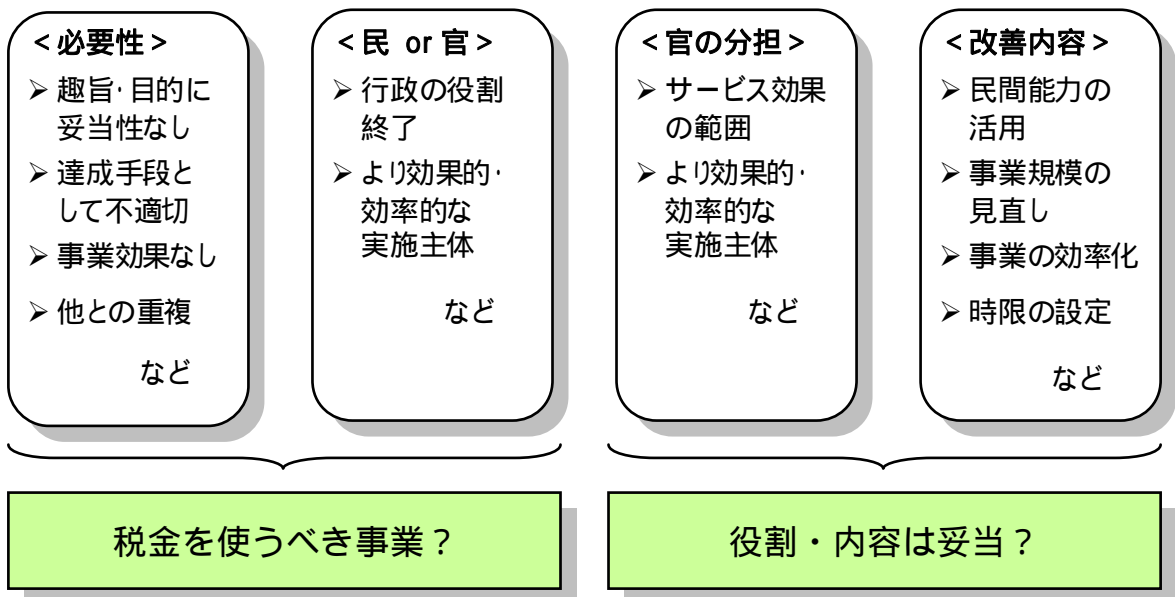 ＜必要性＞
➢ 趣旨・目的に
妥当性なし
➢ 達成手段と
して不適切
➢ 事業効果なし
➢ 他との重複
など
＜民 or 官＞
➢ 行政の役割
終了
➢ より効果的・
効率的な
実施主体
など
＜官の分担＞
➢ サービス効果
の範囲
➢ より効果的・
効率的な
実施主体
など
＜改善内容＞
➢ 民間能力の
活用
➢ 事業規模の
見直し
➢ 事業の効率化
➢ 時限の設定
など
税金を使うべき事業？
役割・内容は妥当？